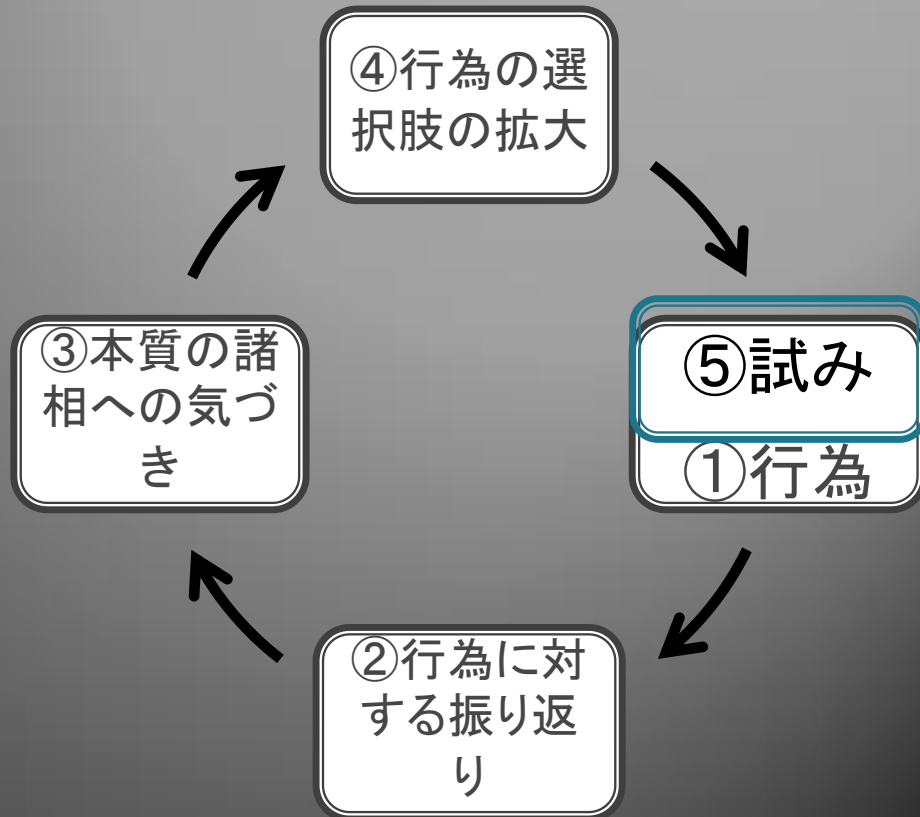 ④行為の選
択肢の拡大
③本質の諸
相への気づ
き
⑤試み
①行為
②行為に対
する振り返
り